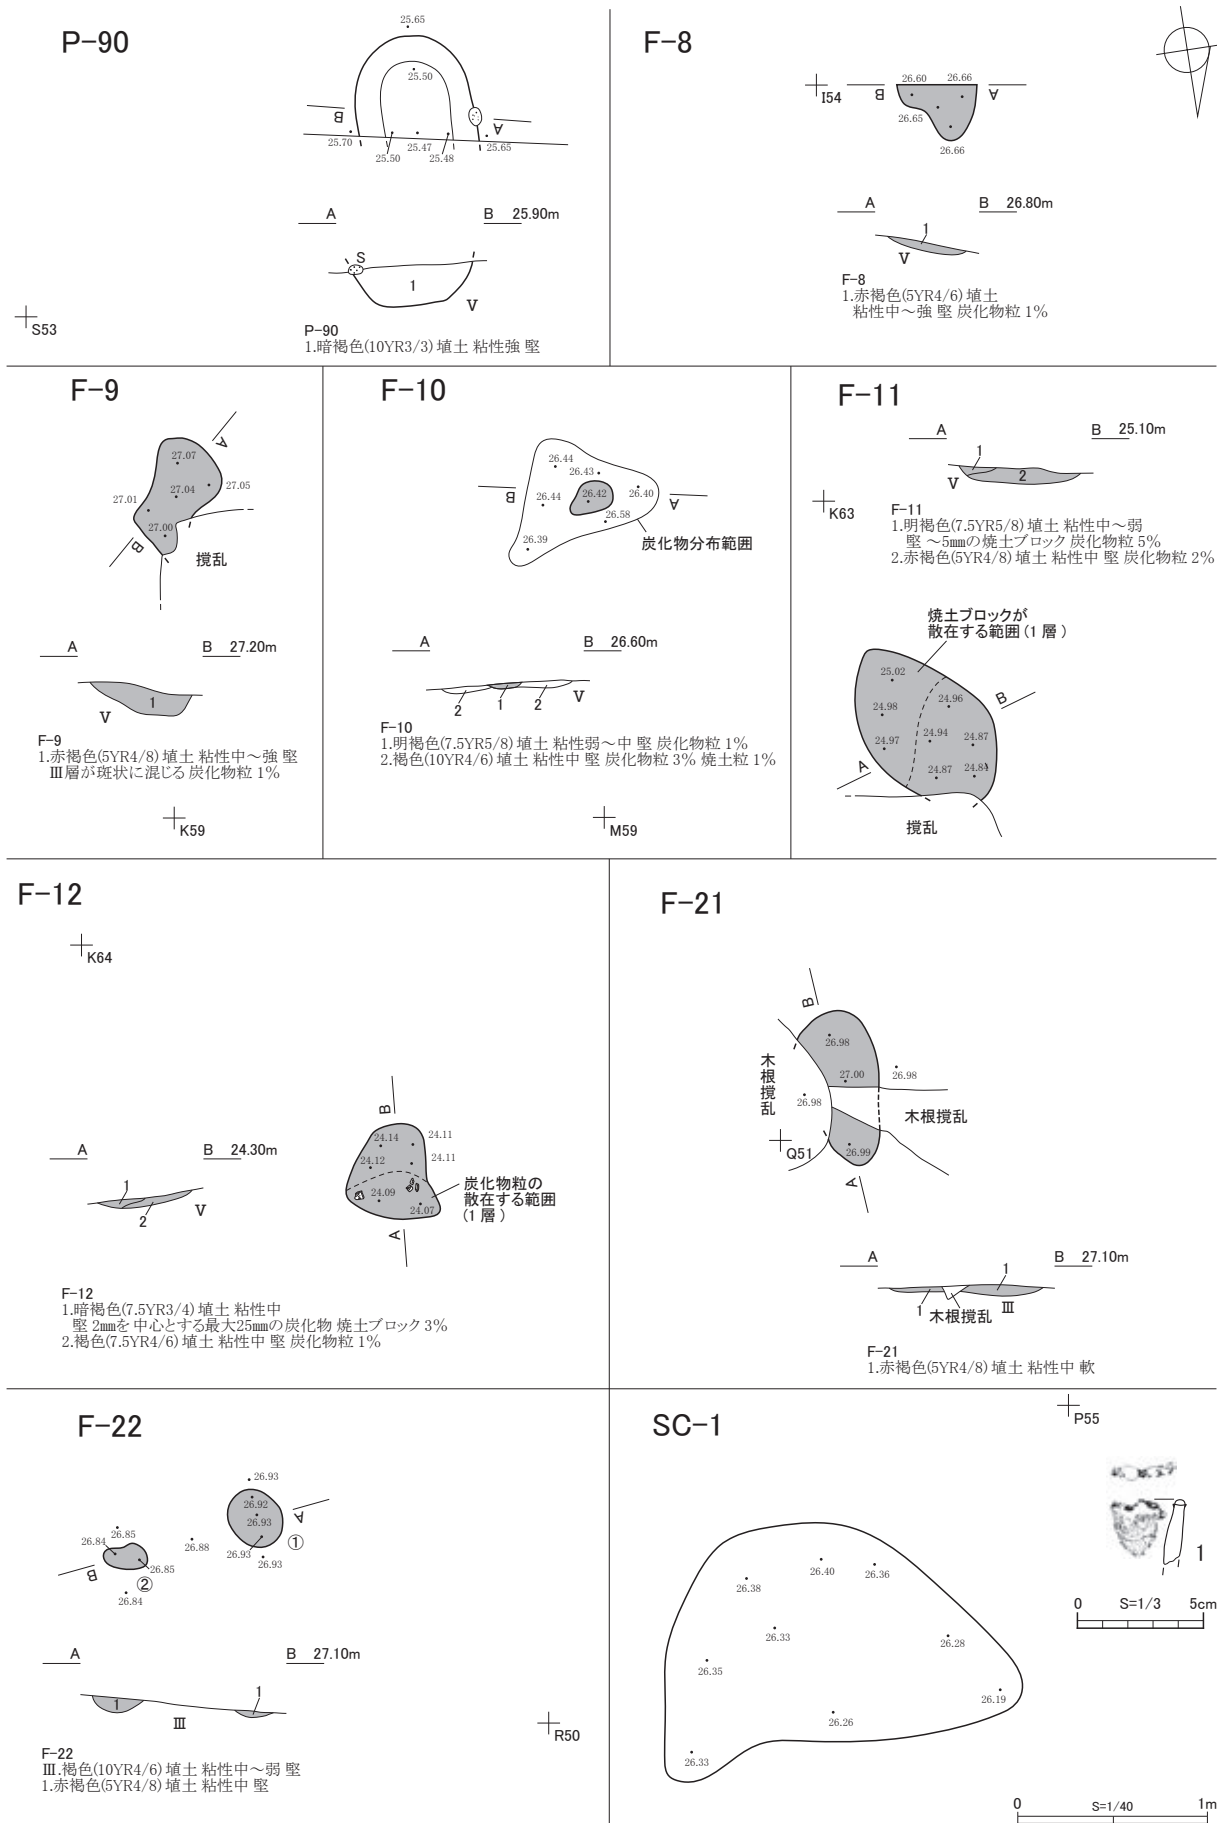 P-90
25.65
25.50
B
A
25.70
25.50
25.47
25.48
25.65
A
B 25.90m
S
1
V
P-90
1.暗褐色(10YR3/3) 埴土 粘性強 堅
S53
F-8
I54
B
26.60
26.66
A
26.65
26.66
A
B 26.80m
1
V
F-8
1.赤褐色(5YR4/6) 埴土
粘性中～強 堅 炭化物粒 1%
F-9
A
27.07
27.04
27.05
27.01
27.00
B
撹乱
A
B 27.20m
1
V
F-9
1.赤褐色(5YR4/8) 埴土 粘性中～強 堅
Ⅲ層が斑状に混じる 炭化物粒 1%
K59
F-10
26.44
26.43
B
26.44
26.42
26.40
A
26.58
26.39
炭化物分布範囲
A
B 26.60m
2
1
2
V
F-10
1.明褐色(7.5YR5/8) 埴土 粘性弱～中 堅 炭化物粒 1%
2.褐色(10YR4/6) 埴土 粘性中 堅 炭化物粒 3% 焼土粒 1%
M59
F-11
A
B 25.10m
1
V
2
K63
F-11
1.明褐色(7.5YR5/8) 埴土 粘性中～弱
堅 ～5㎜の焼土ブロック 炭化物粒 5%
2.赤褐色(5YR4/8) 埴土 粘性中 堅 炭化物粒 2%
焼土ブロックが
散在する範囲(1層)
25.02
24.96
B
24.98
24.94
24.87
24.97
A
24.87
24.84
撹乱
F-12
K64
B
24.14
24.11
24.12
24.11
24.09
24.07
炭化物粒の
散在する範囲
(1層)
A
A
B 24.30m
1
2
V
F-12
1.暗褐色(7.5YR3/4) 埴土 粘性中
堅 2㎜を中心とする最大25㎜の炭化物 焼土ブロック 3%
2.褐色(7.5YR4/6) 埴土 粘性中 堅 炭化物粒 1%
F-21
B
26.98
木根撹乱
27.00
26.98
26.98
木根撹乱
Q51
26.99
A
A
B 27.10m
1
1
木根撹乱
Ⅲ
F-21
1.赤褐色(5YR4/8) 埴土 粘性中 軟
F-22
26.93
26.92
26.93
A
26.85
26.84
26.88
26.93
①
26.93
26.85
B
②
26.84
A
B 27.10m
1
1
Ⅲ
R50
F-22
Ⅲ.褐色(10YR4/6) 埴土 粘性中～弱 堅
1.赤褐色(5YR4/8) 埴土 粘性中 堅
SC-1
P55
1
0 S=1/3 5cm
26.40
26.36
26.38
26.33
26.28
26.35
26.19
26.26
26.33
0 S=1/40 1m